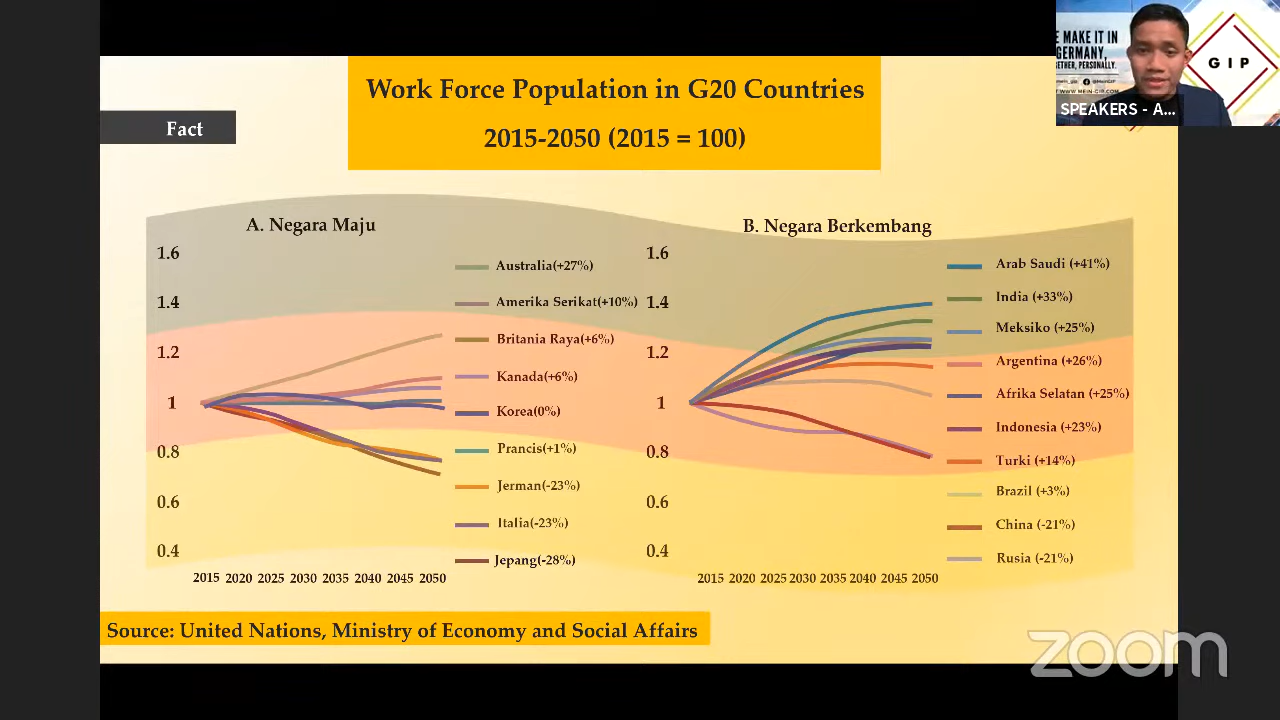 Work Force Population in G20 Countries
2015-2050 (2015 = 100)
Fact
E MAKE IT IN
GERMANY,
ETHER, PERSONALLY.
GIP
SPEAKERS - A...
A. Negara Maju
1.6
1.4
1.2
1
0.8
0.6
0.4
2015 2020 2025 2030 2035 2040 2045 2050
Australia(+27%)
Amerika Serikat(+10%)
Britania Raya(+6%)
Kanada(+6%)
Korea(0%)
Prancis(+1%)
Jerman(-23%)
Italia(-23%)
Jepang(-28%)
B. Negara Berkembang
1.6
1.4
1.2
1
0.8
0.6
0.4
2015 2020 2025 2030 2035 2040 2045 2050
Arab Saudi (+41%)
India (+33%)
Meksiko (+25%)
Argentina (+26%)
Afrika Selatan (+25%)
Indonesia (+23%)
Turki (+14%)
Brazil (+3%)
China (-21%)
Rusia (-21%)
Source: United Nations, Ministry of Economy and Social Affairs
zoom